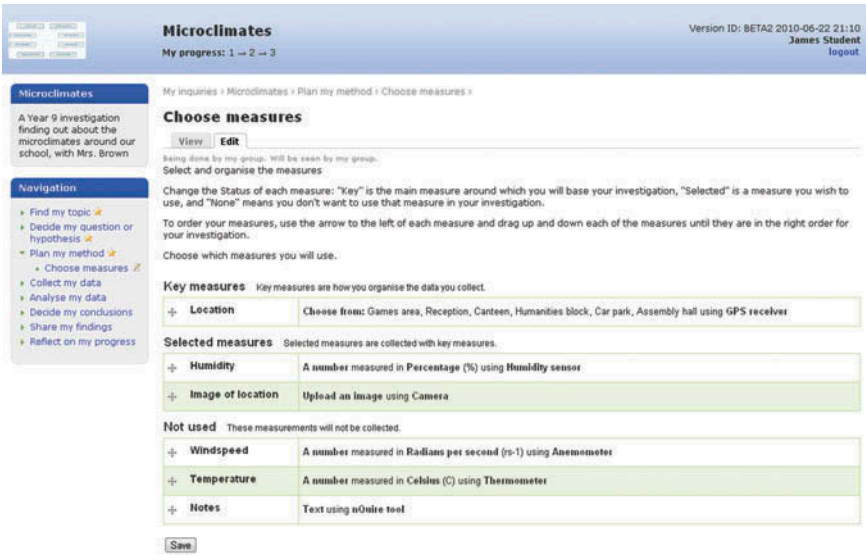 Microclimates
Version ID: BETA2 2010-06-22 21:10
James Student
My progress: 1 → 2 → 3
logout
Microclimates
A Year 9 investigation
finding out about the
microclimates around our
school, with Mrs. Brown
Navigation
Find my topic
Decide my question or
hypothesis
Plan my method
Choose measures
Collect my data
Analyse my data
Decide my conclusions
Share my findings
Reflect on my progress
My inquiries › Microclimates › Plan my method › Choose measures ›
Choose measures
View Edit
Being done by my group. Will be seen by my group.
Select and organise the measures
Change the Status of each measure: "Key" is the main measure around which you will base your investigation, "Selected" is a measure you wish to
use, and "None" means you don't want to use that measure in your investigation.
To order your measures, use the arrow to the left of each measure and drag up and down each of the measures until they are in the right order for
your investigation.
Choose which measures you will use.
Key measures Key measures are how you organise the data you collect.
Location Choose from: Games area, Reception, Canteen, Humanities block, Car park, Assembly hall using GPS receiver
Selected measures Selected measures are collected with key measures.
Humidity A number measured in Percentage (%) using Humidity sensor
Image of location Upload an image using Camera
Not used These measurements will not be collected.
Windspeed A number measured in Radians per second (rs-1) using Anemometer
Temperature A number measured in Celsius (C) using Thermometer
Notes Text using nQuire tool
Save